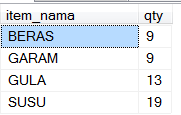 item_nama qty
BERAS 9
GARAM 9
GULA 13
SUSU 19